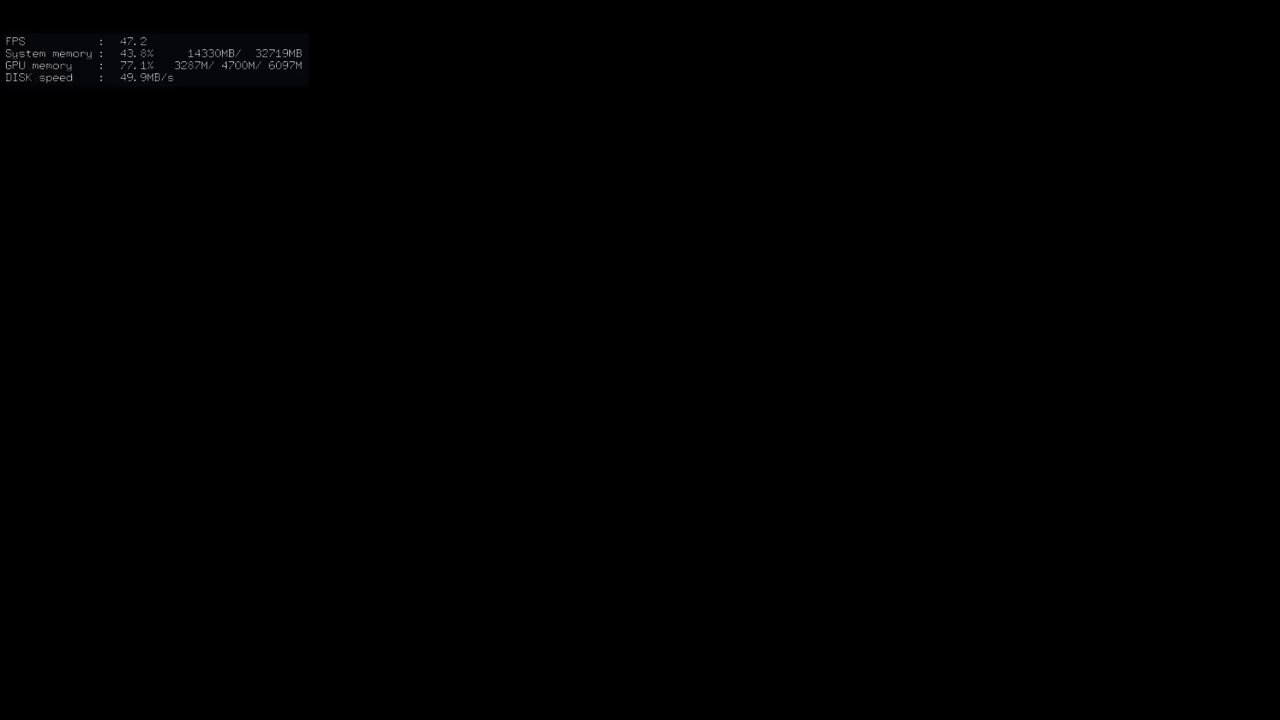 FPS : 47.2
System memory : 43.8% 14330MB/ 32719MB
GPU memory : 77.1% 3287M/ 4700M/ 6097M
DISK speed : 49.9MB/s